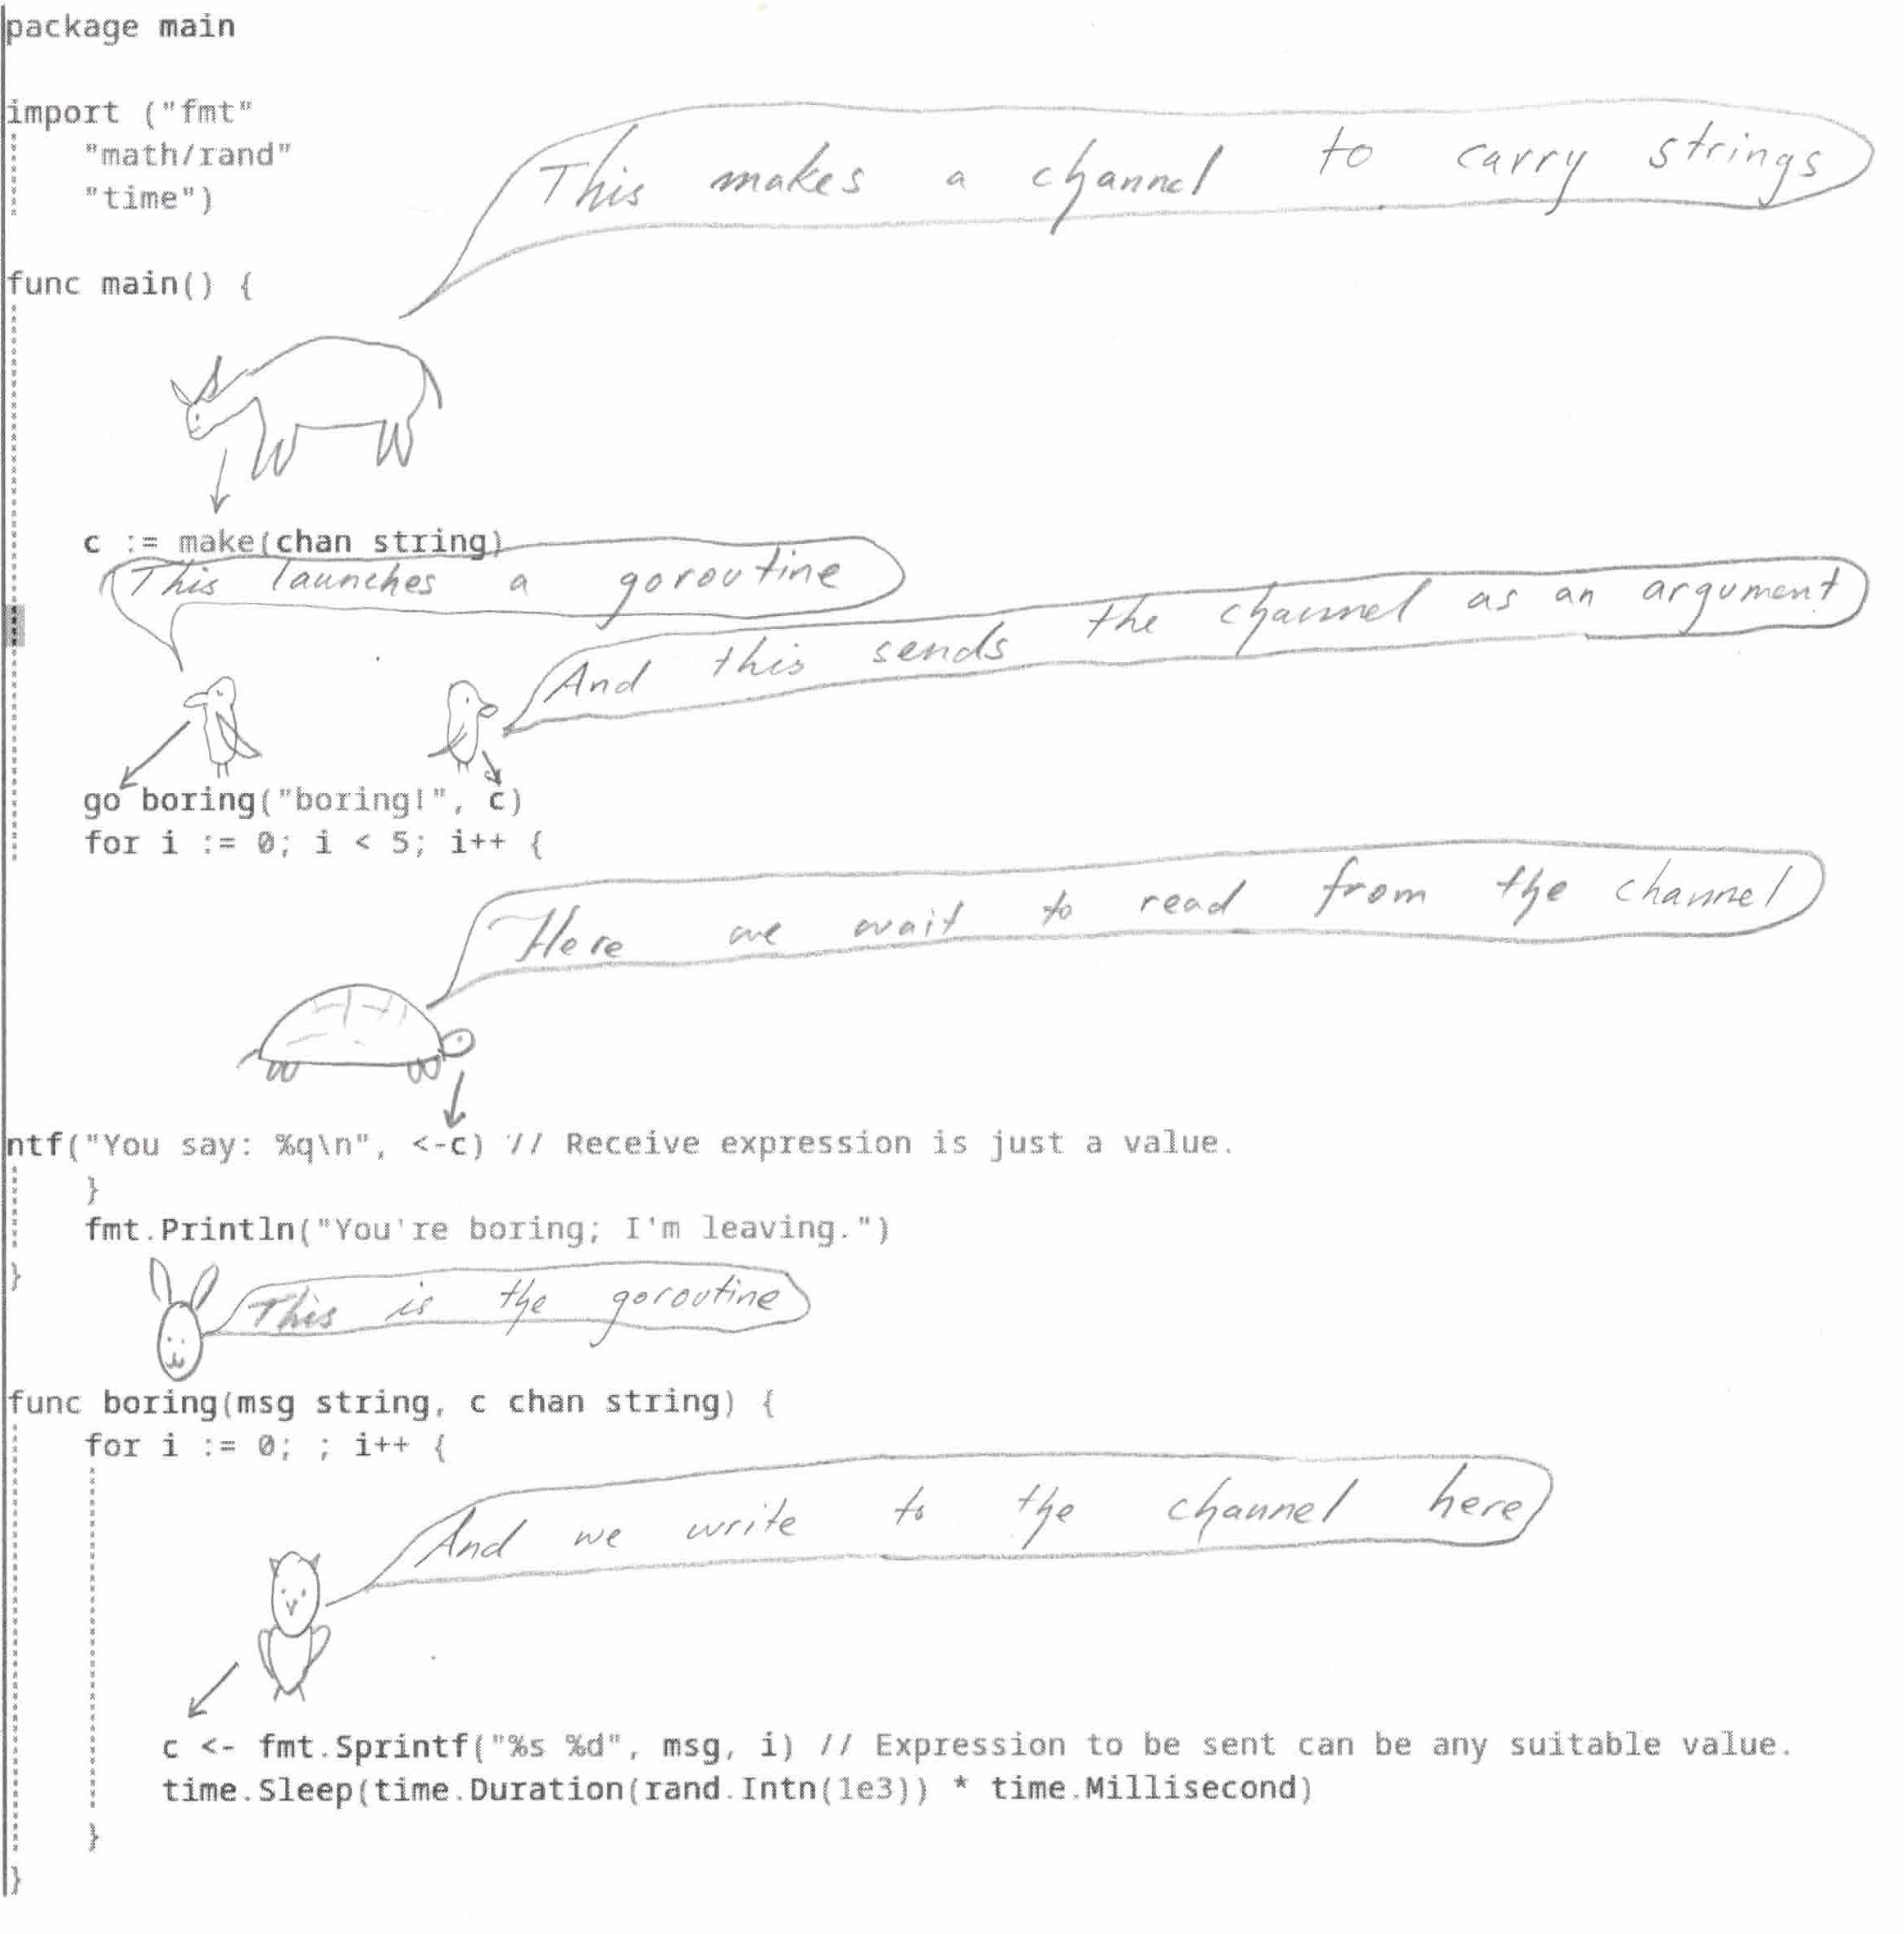 package main
import ("fmt"
"math/rand"
"time")
This makes a channel to carry strings
func main() {
c := make(chan string)
This launches a goroutine
And this sends the channel as an argument
go boring("boring!", c)
for i := 0; i < 5; i++ {
Here we wait to read from the channel
ntf("You say: %q\n", <-c) // Receive expression is just a value.
}
fmt.Println("You're boring; I'm leaving.")
}
This is the goroutine
func boring(msg string, c chan string) {
for i := 0; ; i++ {
And we write to the channel here
c <- fmt.Sprintf("%s %d", msg, i) // Expression to be sent can be any suitable value.
time.Sleep(time.Duration(rand.Intn(1e3)) * time.Millisecond)
}
}